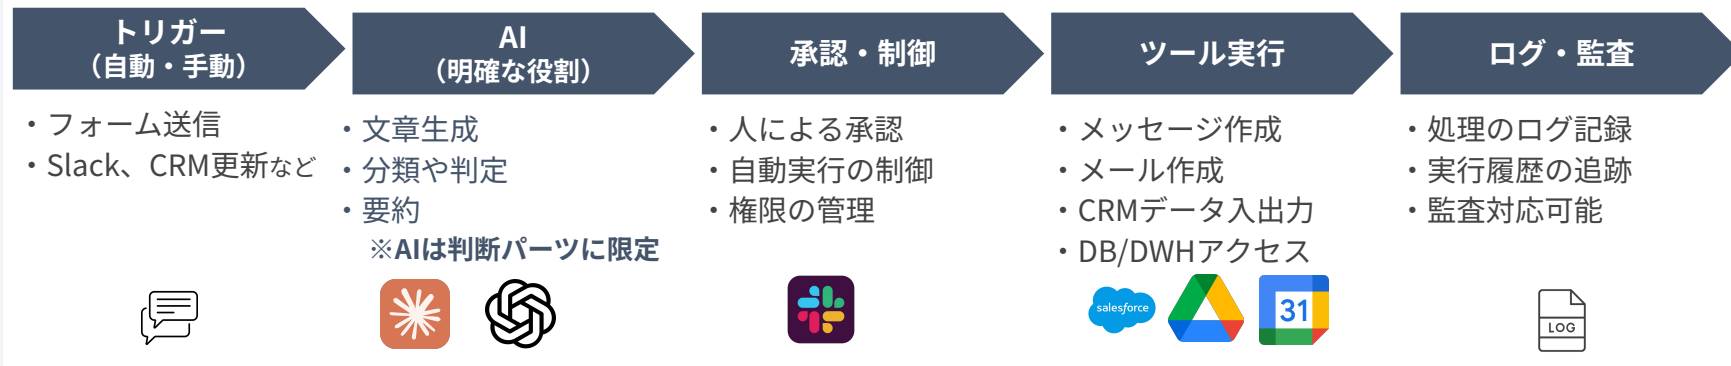 トリガー
（自動・手動）
・フォーム送信
・Slack、CRM更新など
AI
（明確な役割）
・文章生成
・分類や判定
・要約
※AIは判断パーツに限定
承認・制御
・人による承認
・自動実行の制御
・権限の管理
ツール実行
・メッセージ作成
・メール作成
・CRMデータ入出力
・DB/DWHアクセス
salesforce
31
ログ・監査
・処理のログ記録
・実行履歴の追跡
・監査対応可能
LOG